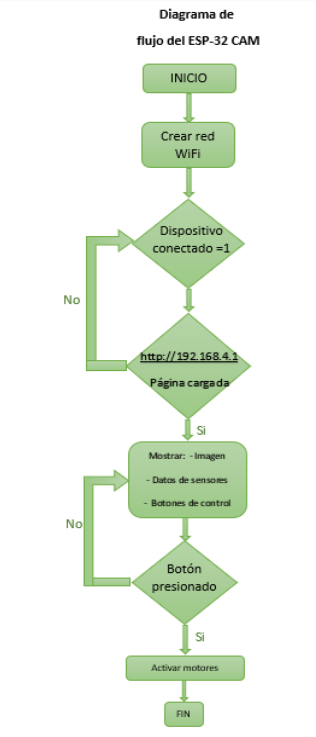 Diagrama de
flujo del ESP-32 CAM
INICIO
Crear red
WiFi
Dispositivo
conectado =1
No
http://192.168.4.1
Página cargada
Si
Mostrar: - Imagen
- Datos de sensores
- Botones de control
No
Botón
presionado
Si
Activar motores
FIN